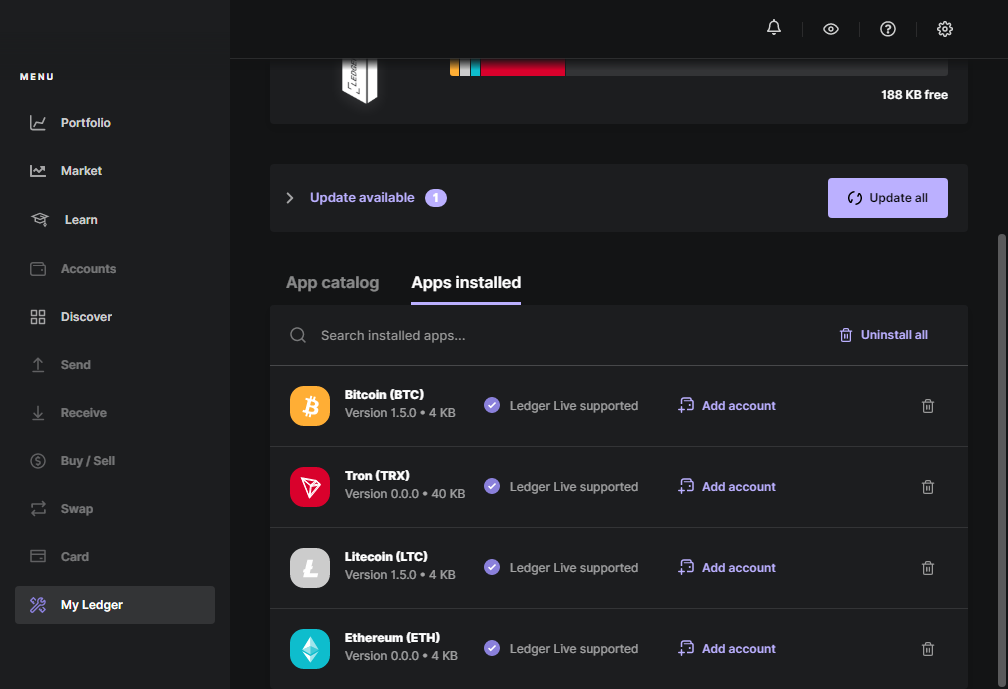 MENU
Portfolio
Market
Learn
Accounts
Discover
Send
Receive
Buy / Sell
Swap
Card
My Ledger
LEDGE
188 KB free
Update available 1
Update all
App catalog
Apps installed
Search installed apps...
Uninstall all
Bitcoin (BTC)
Version 1.5.0 • 4 KB
Ledger Live supported
Add account
Tron (TRX)
Version 0.0.0 • 40 KB
Ledger Live supported
Add account
Litecoin (LTC)
Version 1.5.0 • 4 KB
Ledger Live supported
Add account
Ethereum (ETH)
Version 0.0.0 • 4 KB
Ledger Live supported
Add account